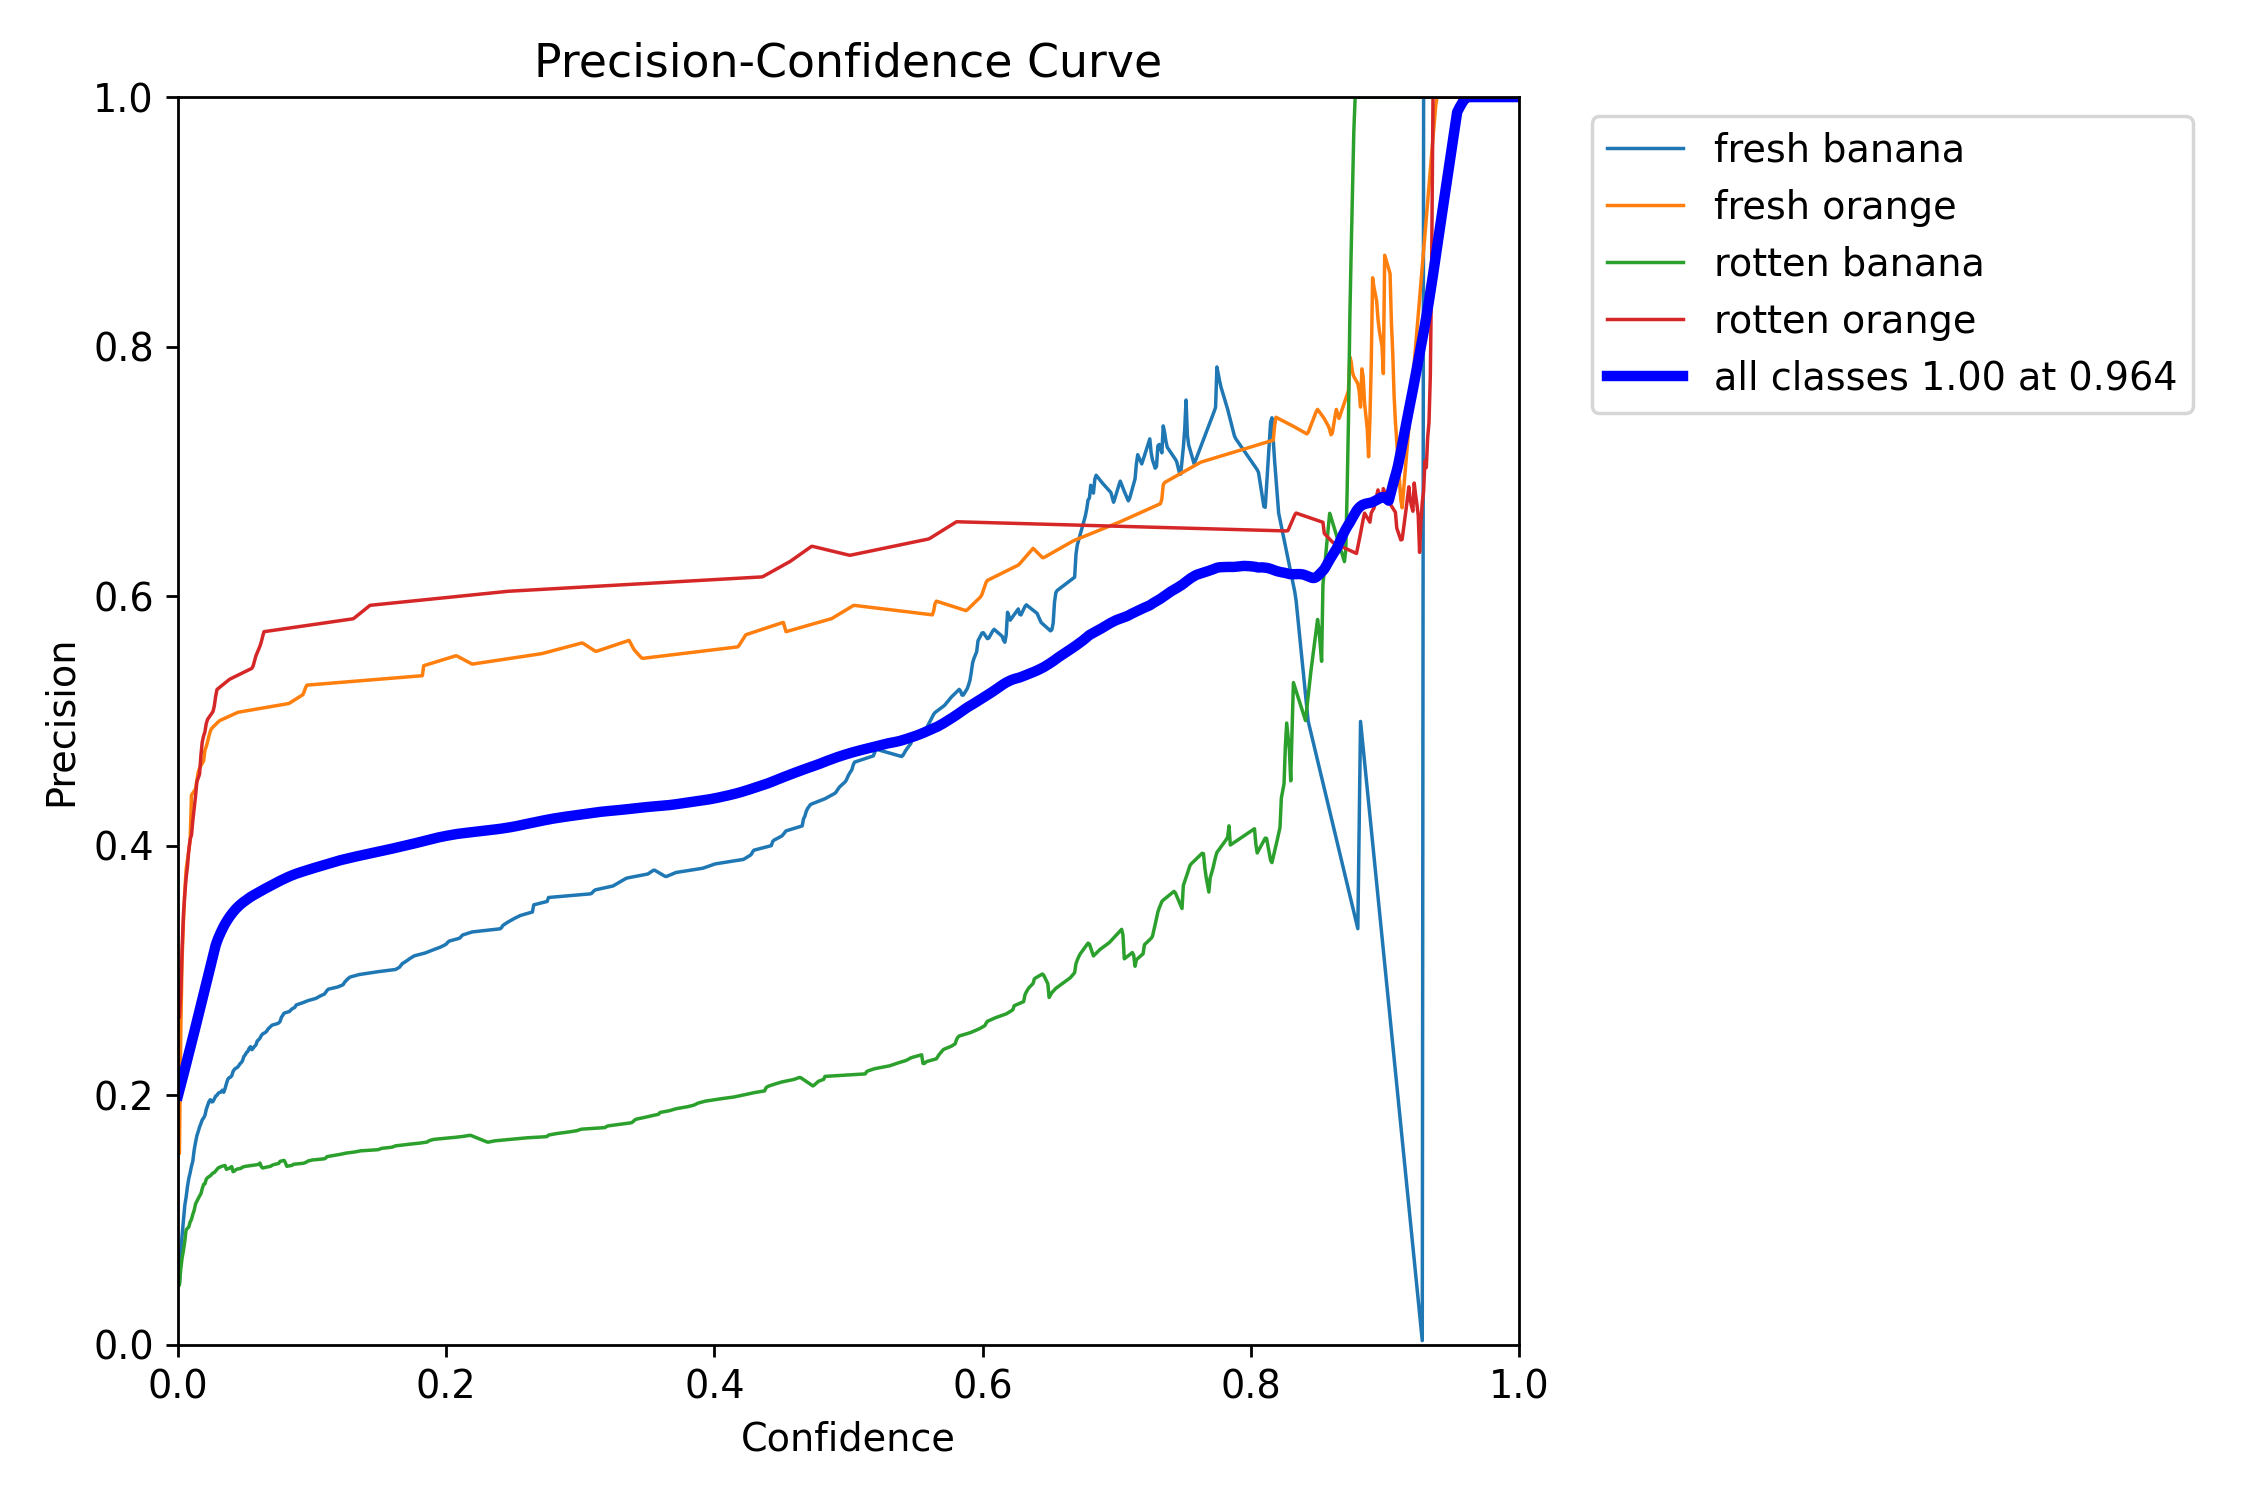 Precision-Confidence Curve
1.0
0.8
0.6
0.4
0.2
0.0
Precision
0.0 0.2 0.4 0.6 0.8 1.0
Confidence
fresh banana
fresh orange
rotten banana
rotten orange
all classes 1.00 at 0.964